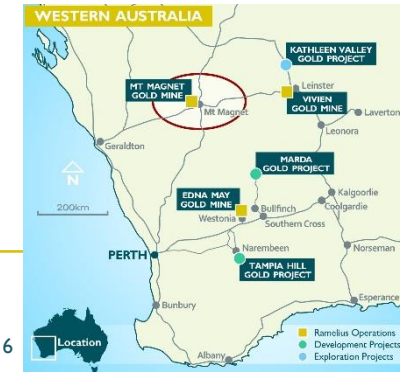 WESTERN AUSTRALIA
KATHLEEN VALLEY
GOLD PROJECT
MT MAGNET
GOLD MINE
Mt Magnet
Leinster
VIVIEN
GOLD MINE
Laverton
Leonora
Geraldton
N
200km
MARDA
GOLD PROJECT
EDNA MAY
GOLD MINE
Kalgoorlie
Coolgardie
Bullfinch
Westonia
Southern Cross
PERTH
Narembeen
Norseman
TAMPIA HILL
GOLD PROJECT
Bunbury
Esperance
Albany
6
Location
Ramelius Operations
Development Projects
Exploration Projects